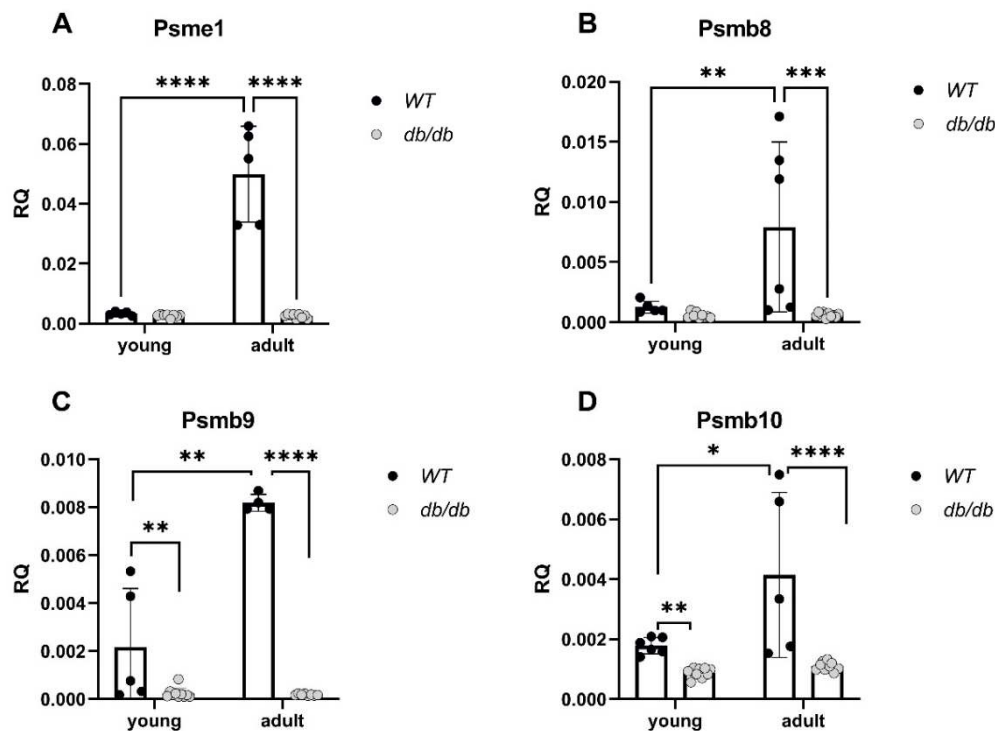 A
Psme1
**** ****
WT
db/db
RQ
0.08
0.06
0.04
0.02
0.00
young adult
B
Psmb8
** ***
WT
db/db
RQ
0.020
0.015
0.010
0.005
0.000
young adult
C
Psmb9
** ****
**
WT
db/db
RQ
0.010
0.008
0.006
0.004
0.002
0.000
young adult
D
Psmb10
* ****
**
WT
db/db
RQ
0.008
0.006
0.004
0.002
0.000
young adult